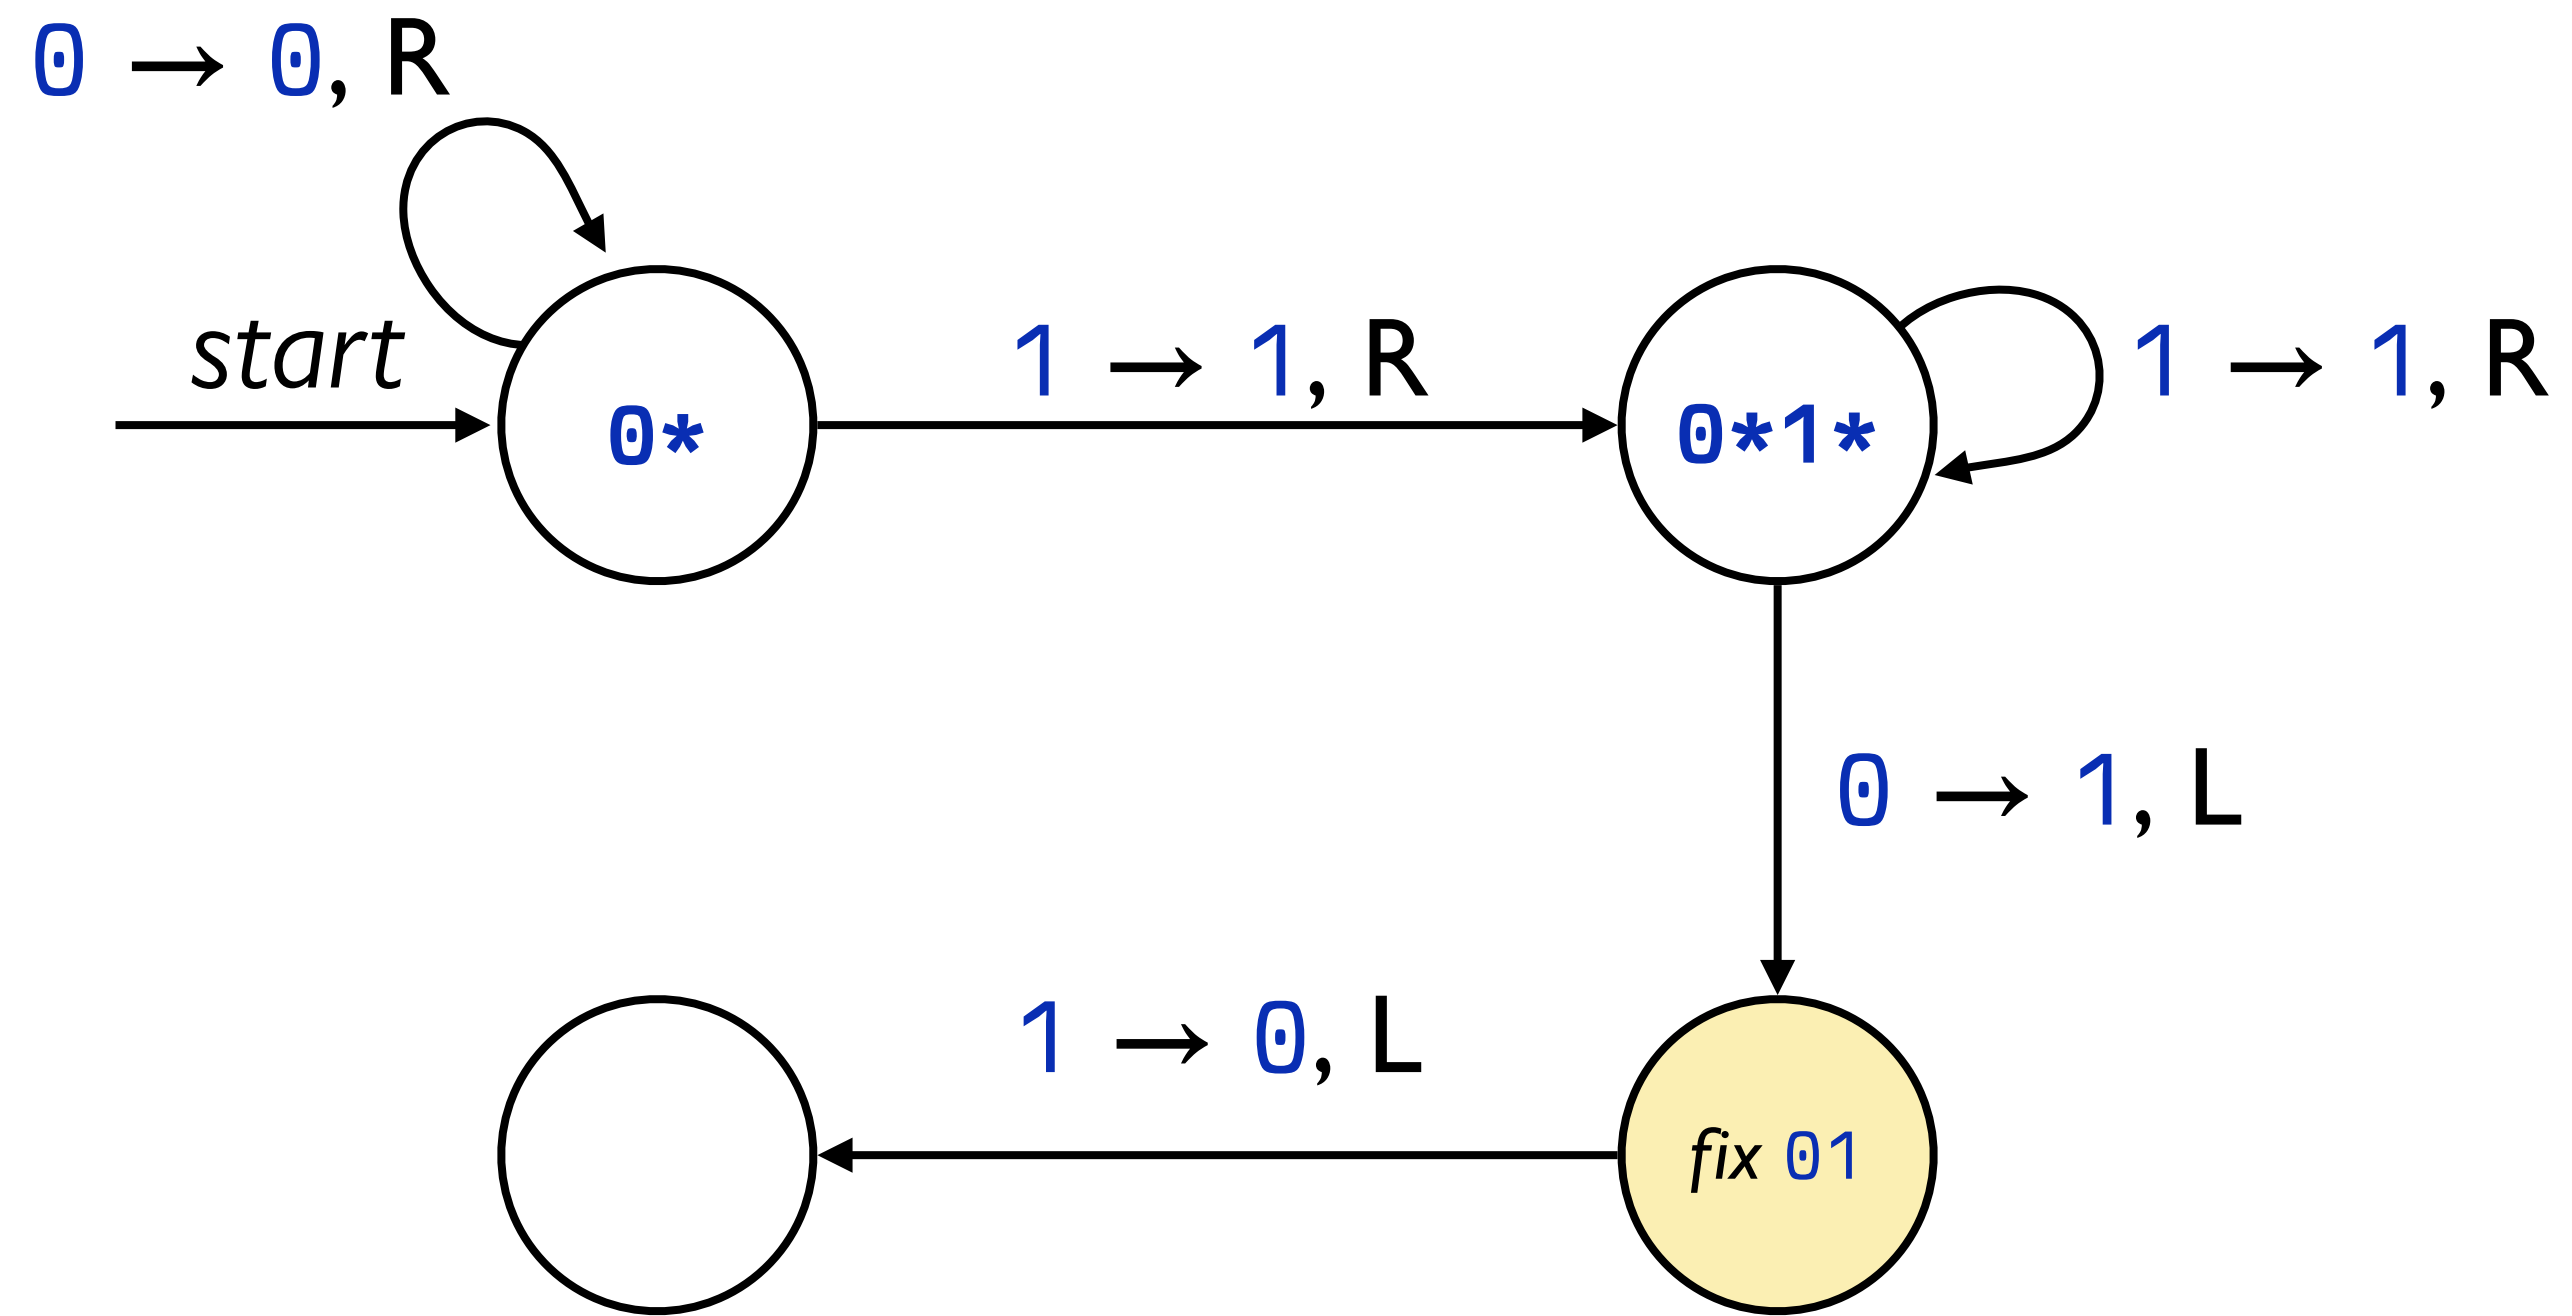 0 → 0, R
start
0*
1 → 1, R
0*1*
1 → 1, R
0 → 1, L
1 → 0, L
fix 01